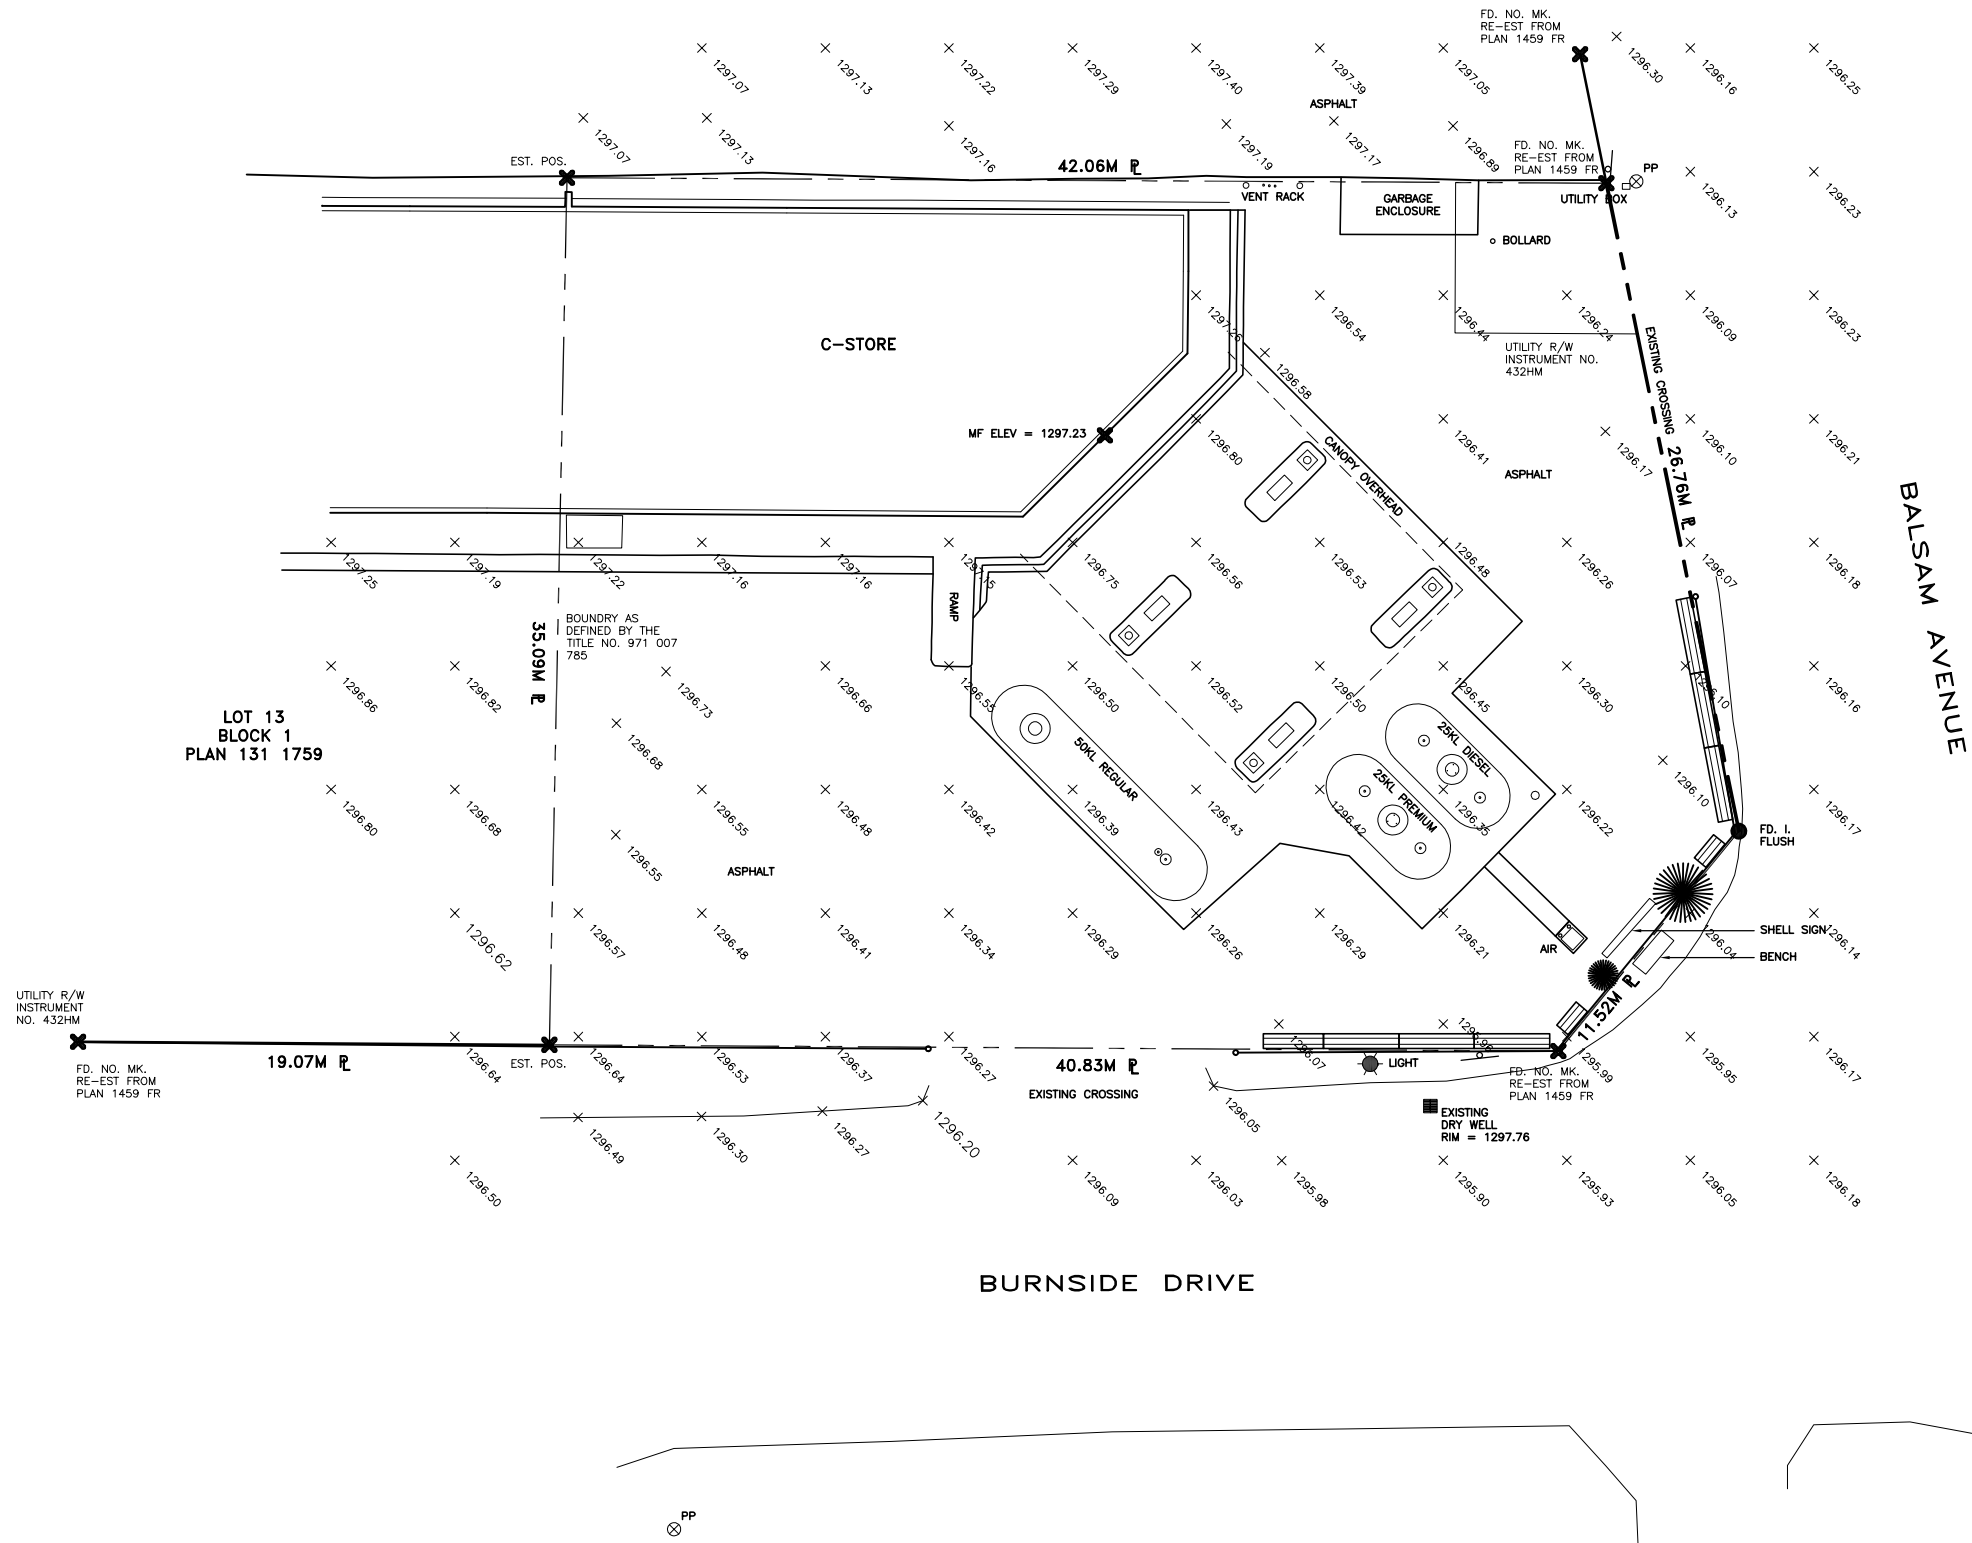 FD. NO. MK.
RE-EST FROM
PLAN 1459 FR
1297.07
1297.13
1297.22
1297.29
1297.40
1297.39
1297.05
1296.30
1296.16
1296.25
ASPHALT
1297.07
1297.13
1297.16
1297.19
1297.17
1296.89
EST. POS.
42.06M PL
FD. NO. MK.
RE-EST FROM
PLAN 1459 FR
PP
VENT RACK
GARBAGE
ENCLOSURE
UTILITY BOX
1296.13
1296.23
BOLLARD
C-STORE
1297.26
1296.54
1296.44
1296.24
1296.09
1296.23
UTILITY R/W
INSTRUMENT NO.
432HM
EXISTING CROSSING
26.76M PL
1296.58
MF ELEV = 1297.23
1296.80
CANOPY OVERHEAD
1296.41
1296.17
1296.10
1296.21
ASPHALT
BALSAM AVENUE
1297.25
1297.19
1297.22
1297.16
1297.16
1297.15
1296.75
1296.56
1296.53
1296.48
1296.26
1296.07
1296.18
RAMP
BOUNDRY AS
DEFINED BY THE
TITLE NO. 971 007
785
35.09M PL
1296.86
1296.82
1296.73
1296.66
1296.55
1296.50
1296.52
1296.50
1296.45
1296.30
1296.10
1296.16
LOT 13
BLOCK 1
PLAN 131 1759
1296.68
50KL REGULAR
25KL DIESEL
25KL PREMIUM
1296.10
1296.80
1296.68
1296.55
1296.48
1296.42
1296.39
1296.43
1296.42
1296.35
1296.22
1296.17
1296.55
FD. I.
FLUSH
ASPHALT
1296.62
1296.57
1296.48
1296.41
1296.34
1296.29
1296.26
1296.29
1296.21
1296.04
1296.14
AIR
SHELL SIGN
BENCH
11.52M PL
UTILITY R/W
INSTRUMENT
NO. 432HM
19.07M PL
EST. POS.
FD. NO. MK.
RE-EST FROM
PLAN 1459 FR
1296.64
1296.64
1296.53
1296.37
1296.27
40.83M PL
EXISTING CROSSING
1296.07
1295.96
LIGHT
1295.99
1295.95
1296.17
FD. NO. MK.
RE-EST FROM
PLAN 1459 FR
1296.49
1296.30
1296.27
1296.20
1296.05
EXISTING
DRY WELL
RIM = 1297.76
1296.50
1296.09
1296.03
1295.98
1295.90
1295.93
1296.05
1296.18
BURNSIDE DRIVE
PP